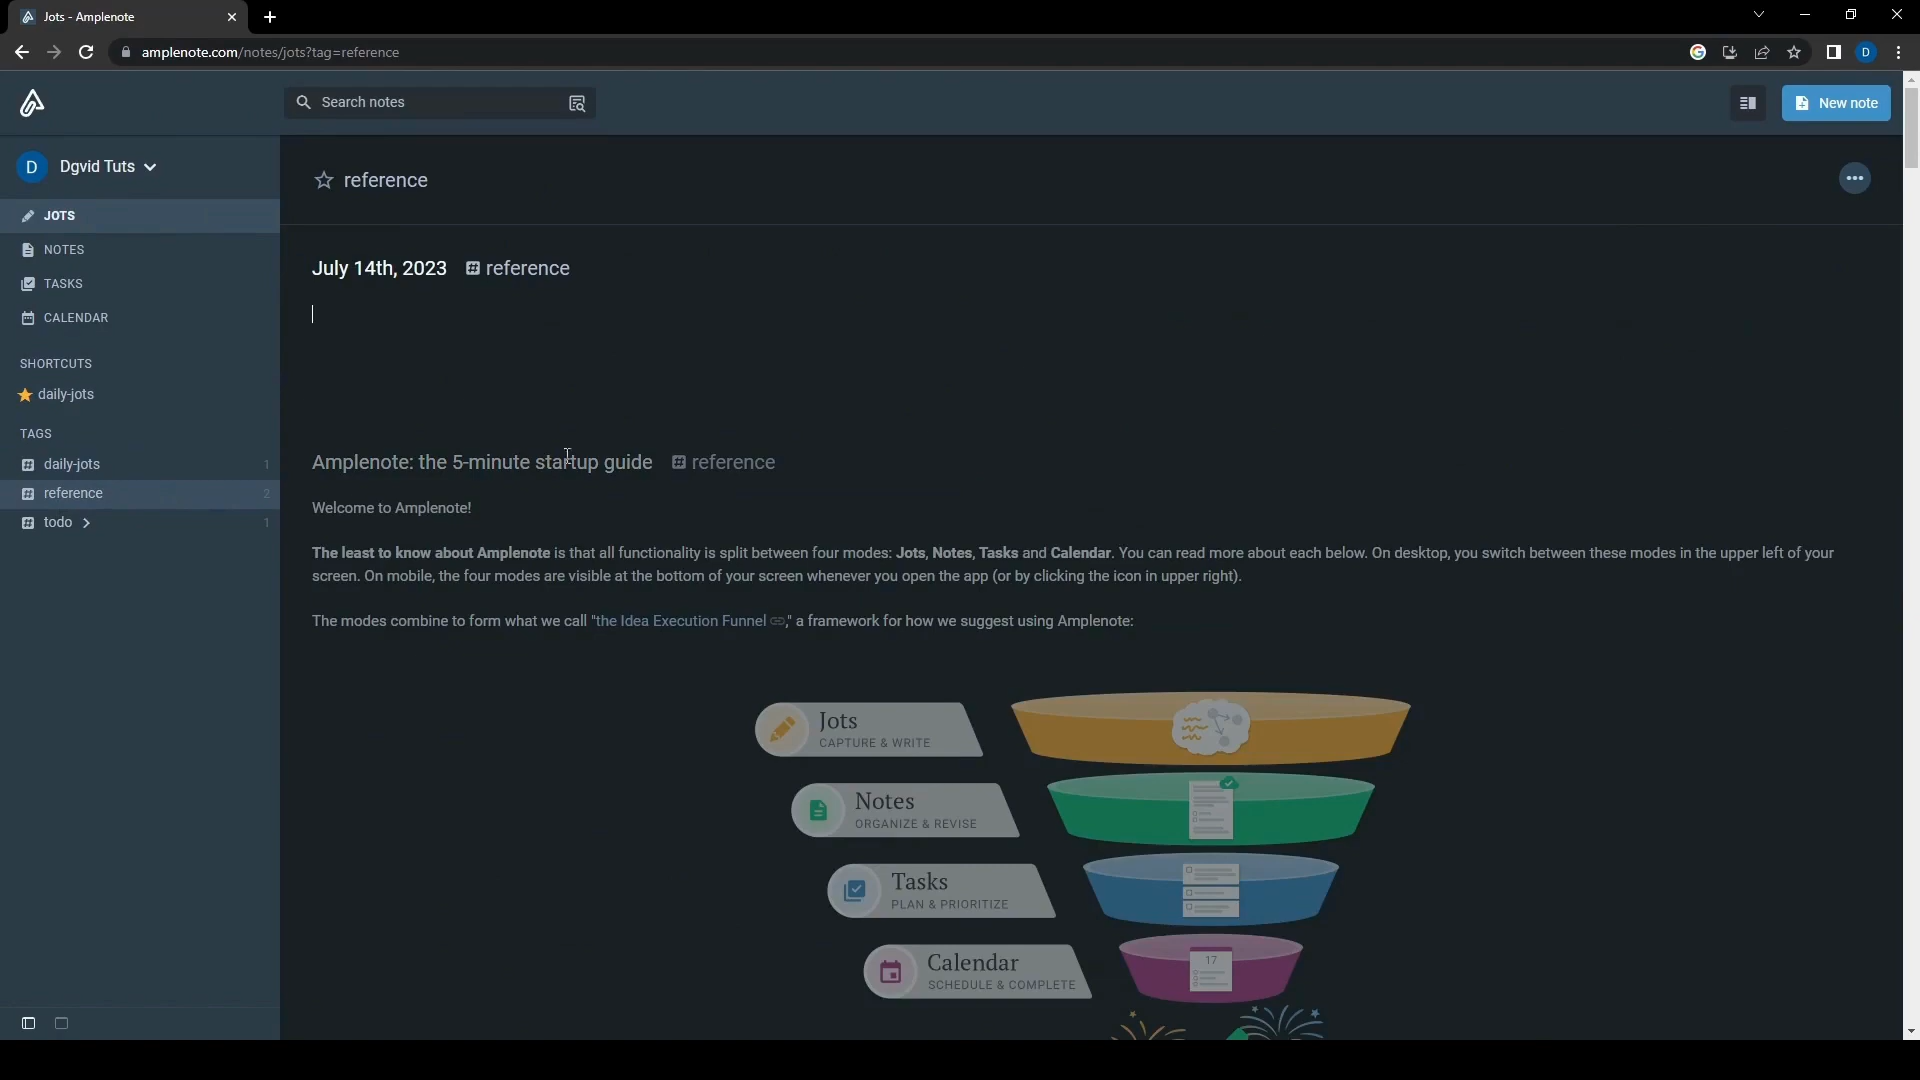 Jots - Amplenote
amplenote.com/notes/jots?tag=reference
D
Search notes
New note
D Dgvid Tuts
JOTS
NOTES
TASKS
CALENDAR
SHORTCUTS
daily-jots
TAGS
daily-jots 1
reference 2
todo 1
reference
July 14th, 2023 # reference
Amplenote: the 5-minute startup guide # reference
Welcome to Amplenote!
The least to know about Amplenote is that all functionality is split between four modes: Jots, Notes, Tasks and Calendar. You can read more about each below. On desktop, you switch between these modes in the upper left of your
screen. On mobile, the four modes are visible at the bottom of your screen whenever you open the app (or by clicking the icon in upper right).
The modes combine to form what we call "the Idea Execution Funnel ," a framework for how we suggest using Amplenote:
Jots
CAPTURE & WRITE
Notes
ORGANIZE & REVISE
Tasks
PLAN & PRIORITIZE
Calendar
SCHEDULE & COMPLETE
17